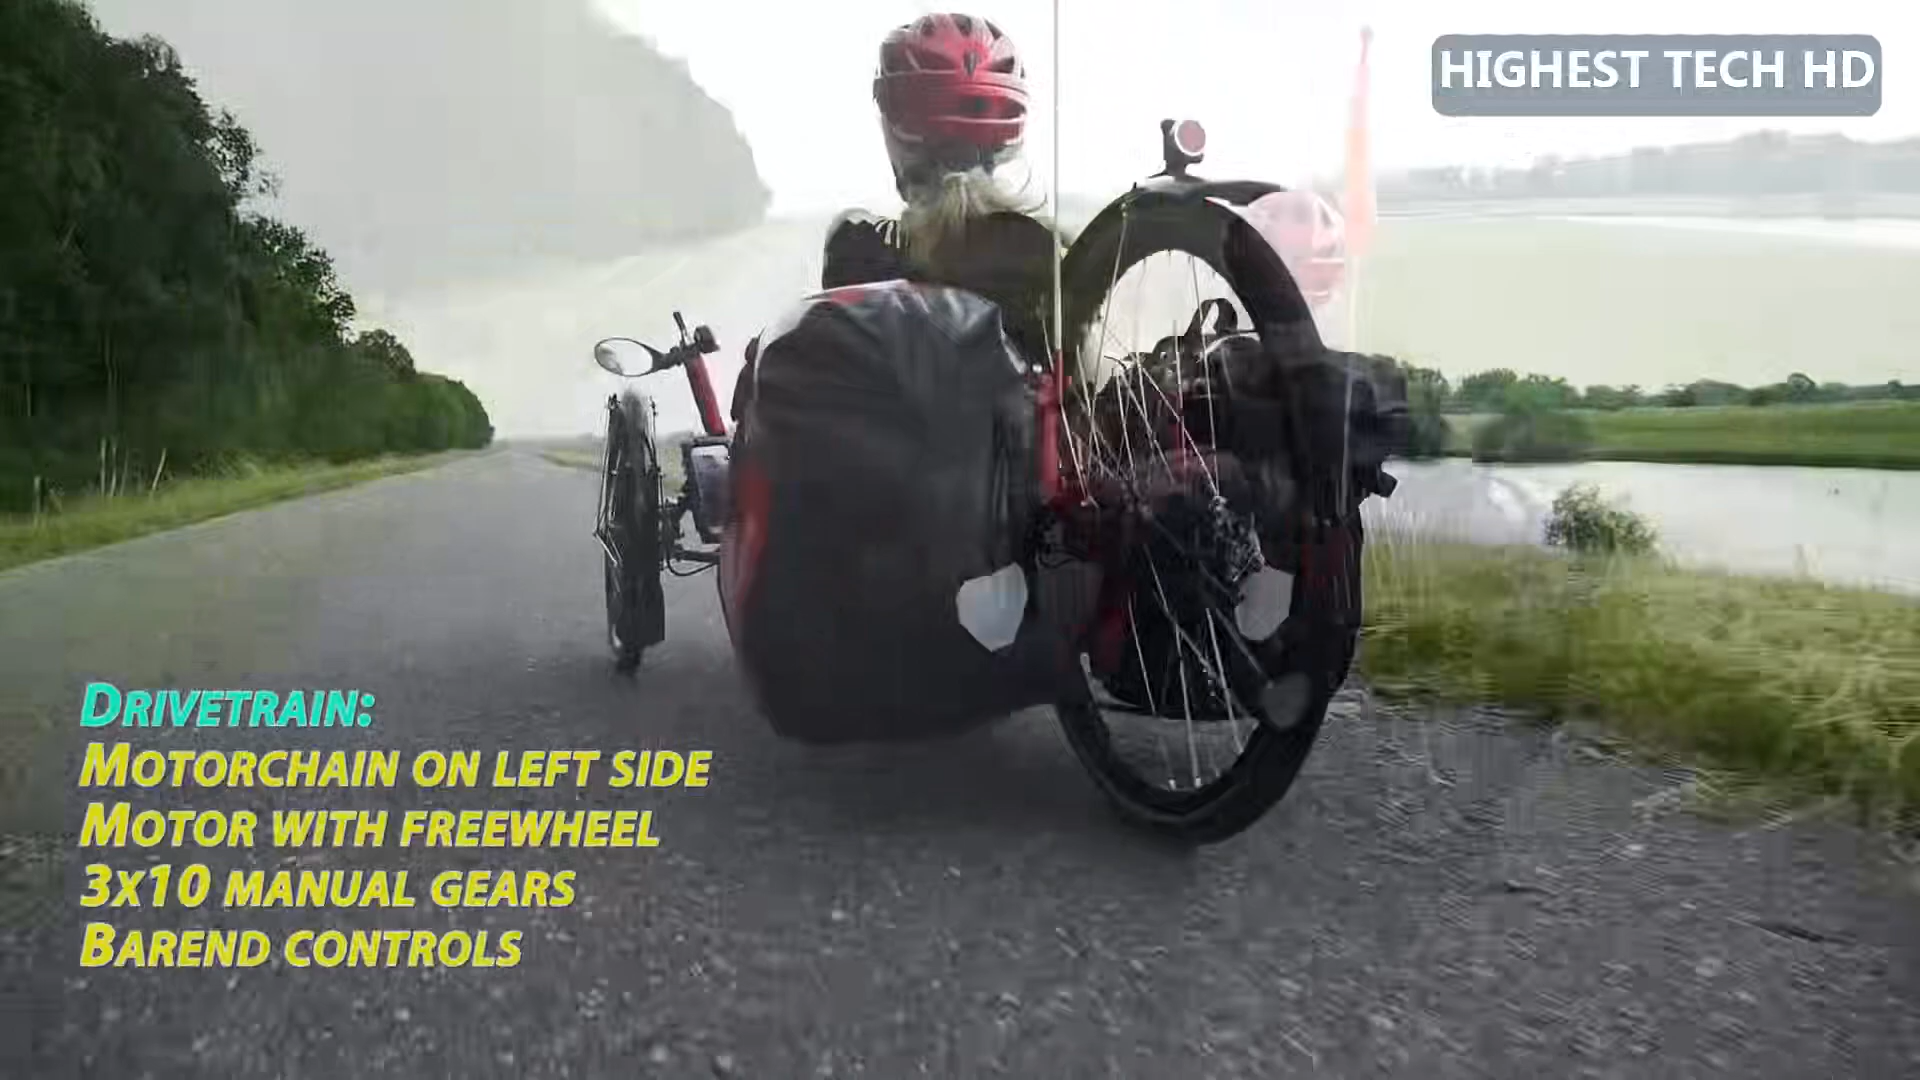 HIGHEST TECH HD
DRIVETRAIN:
MOTORCHAIN ON LEFT SIDE
MOTOR WITH FREEWHEEL
3X10 MANUAL GEARS
BAREND CONTROLS